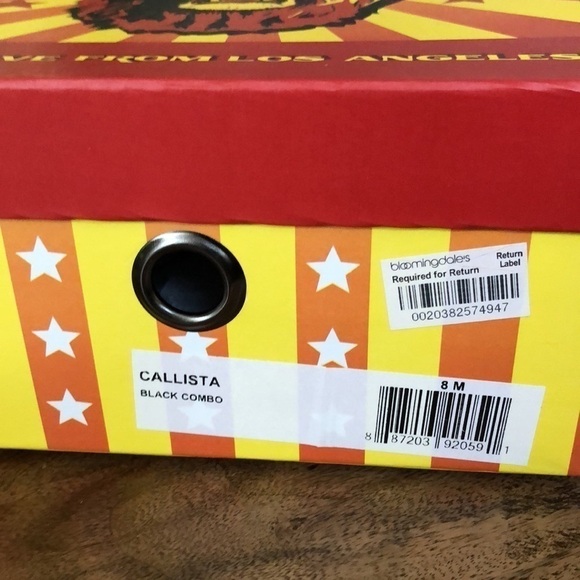 VE FROM LOS ANGELES
bloomingdale's
Return
Label
Required for Return
0020382574947
CALLISTA
BLACK COMBO
8 M
8 87203 92059 1